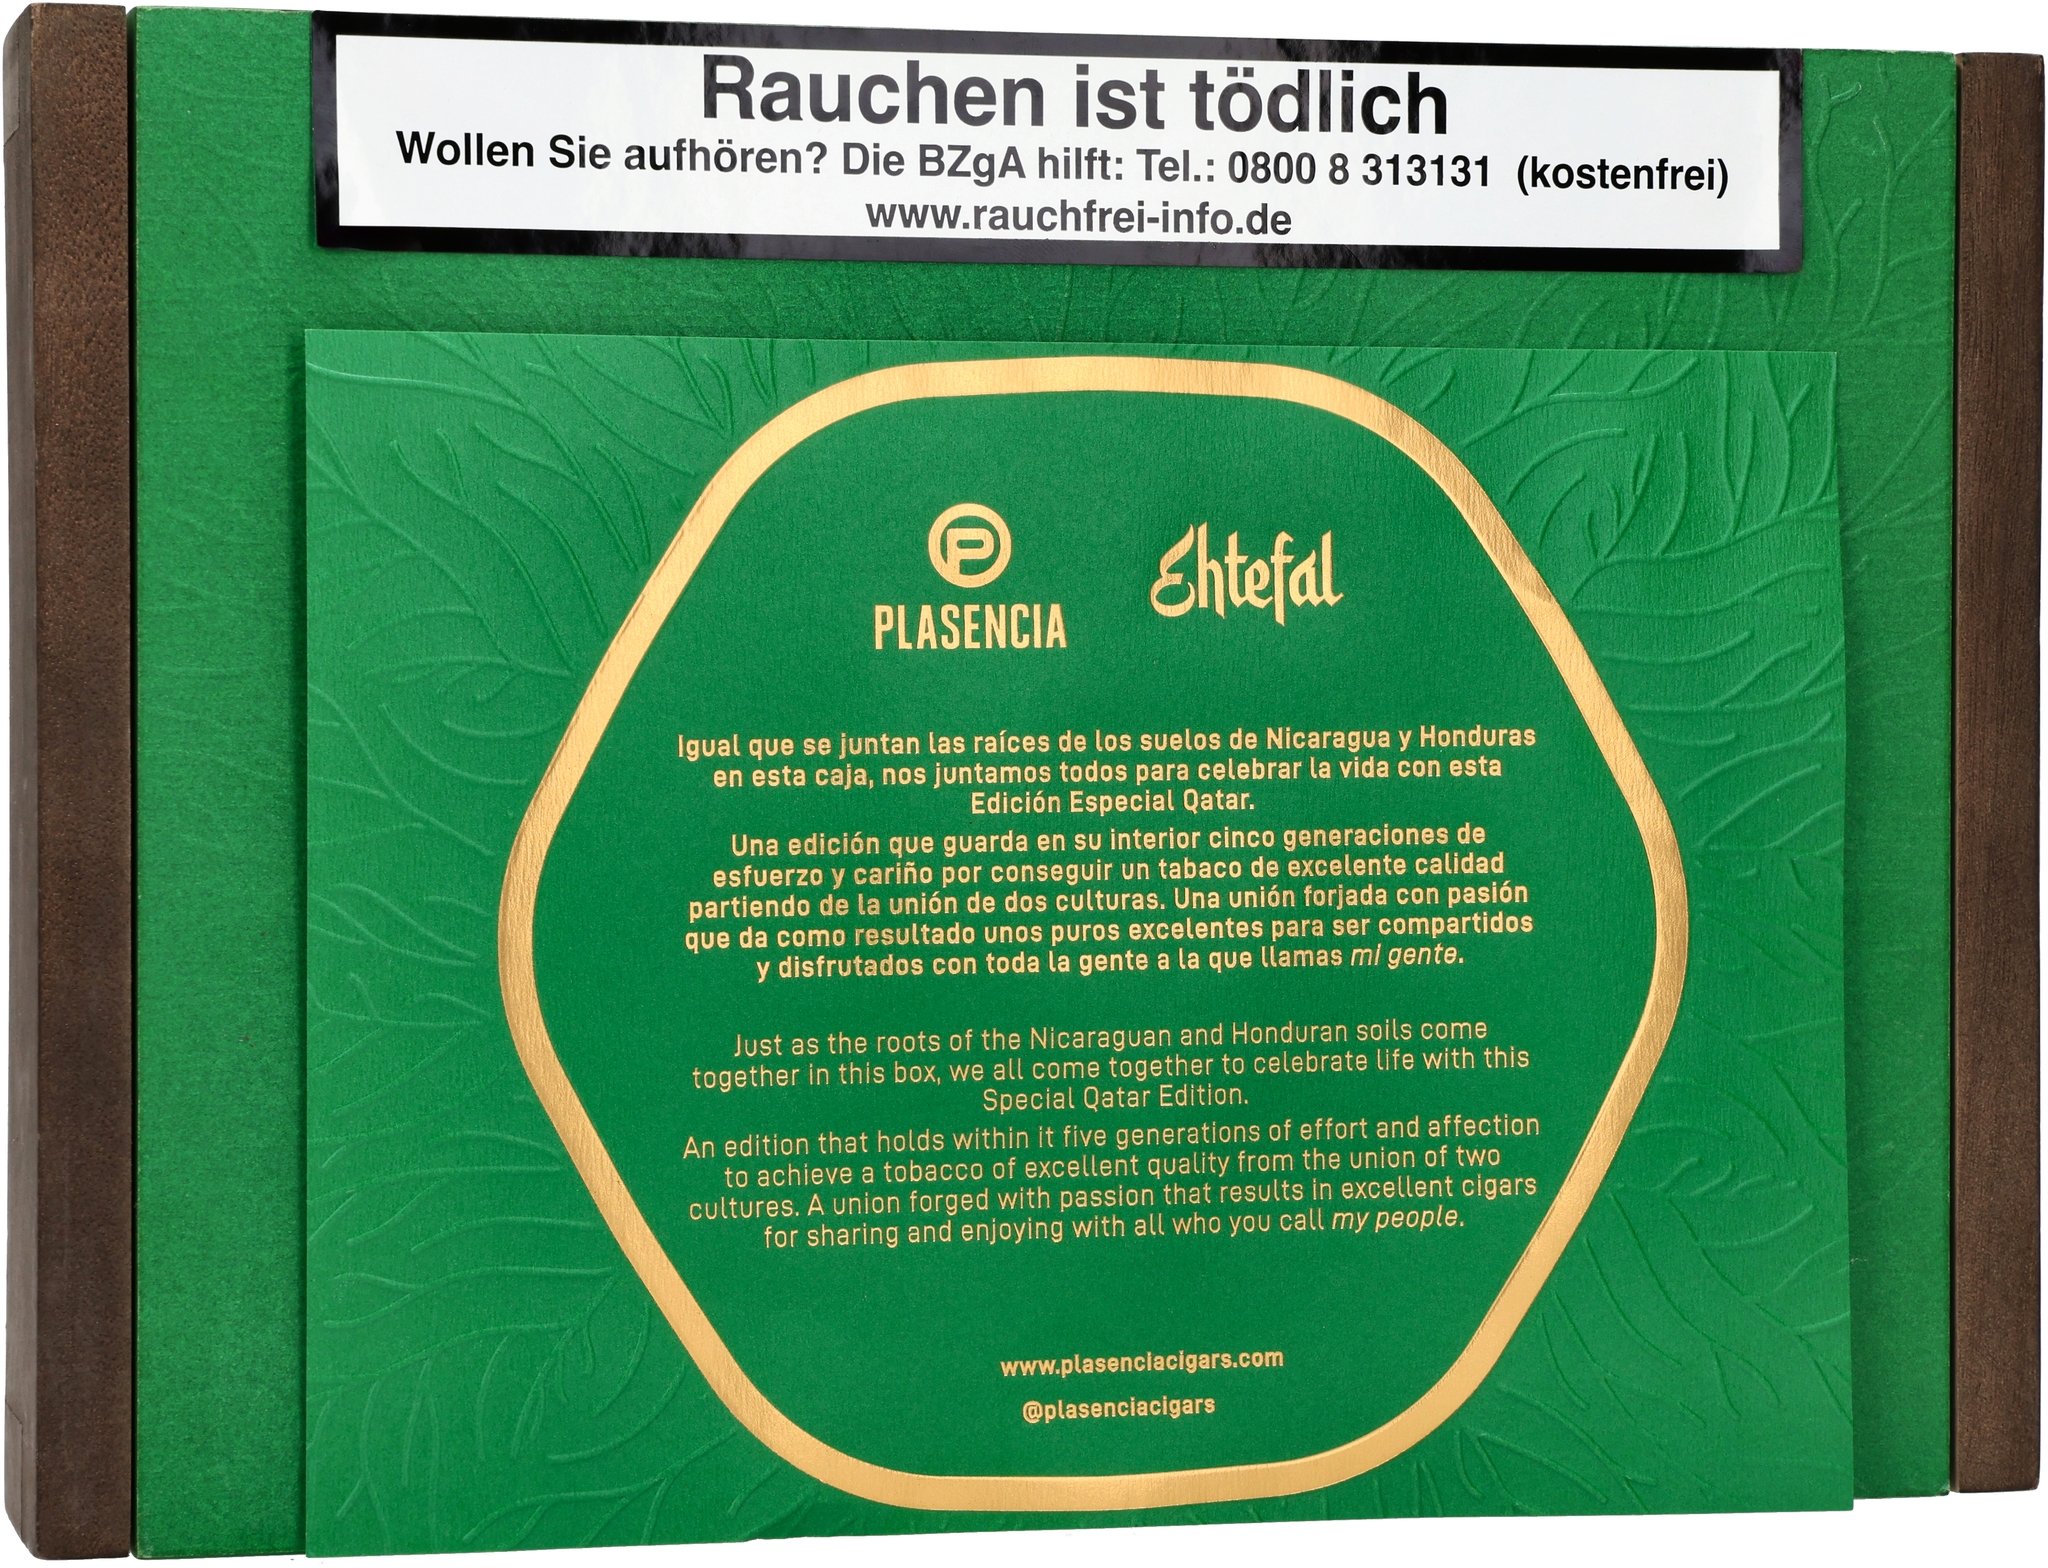 Rauchen ist tödlich
Wollen Sie aufhören? Die BZgA hilft: Tel.: 0800 8 313131 (kostenfrei)
www.rauchfrei-info.de
P
PLASENCIA
Ehtefal
Igual que se juntan las raíces de los suelos de Nicaragua y Honduras
en esta caja, nos juntamos todos para celebrar la vida con esta
Edición Especial Qatar.
Una edición que guarda en su interior cinco generaciones de
esfuerzo y cariño por conseguir un tabaco de excelente calidad
partiendo de la unión de dos culturas. Una unión forjada con pasión
que da como resultado unos puros excelentes para ser compartidos
y disfrutados con toda la gente a la que llamas mi gente.
Just as the roots of the Nicaraguan and Honduran soils come
together in this box, we all come together to celebrate life with this
Special Qatar Edition.
An edition that holds within it five generations of effort and affection
to achieve a tobacco of excellent quality from the union of two
cultures. A union forged with passion that results in excellent cigars
for sharing and enjoying with all who you call my people.
www.plasenciacigars.com
@plasenciacigars